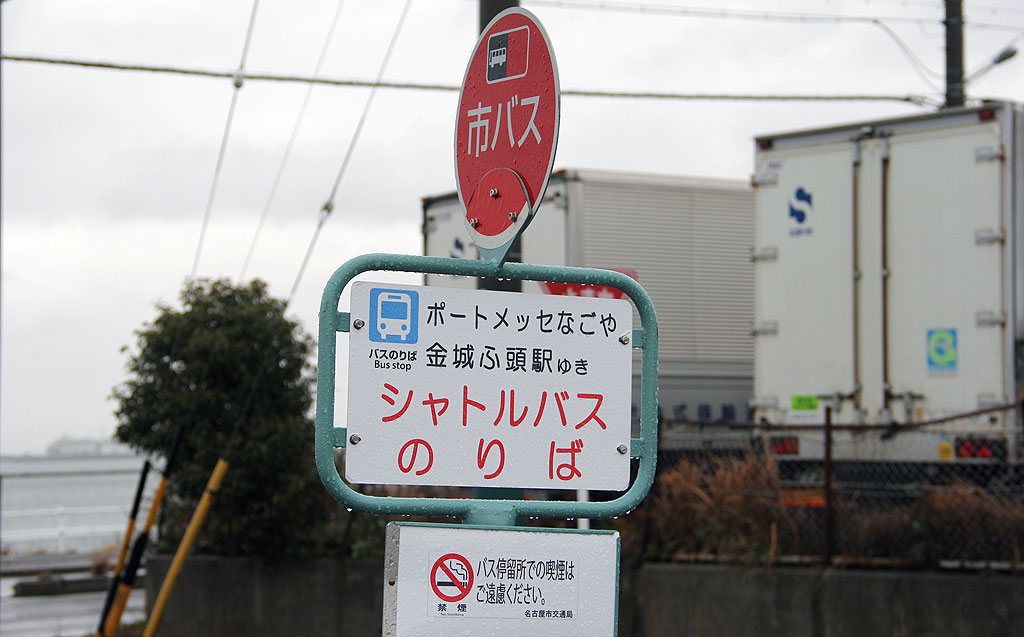 市バス
ポートメッセなごや
金城ふ頭駅ゆき
バスのりば
Bus stop
シャトルバス
のりば
バス停留所での喫煙は
ご遠慮ください。
禁煙
名古屋市交通局